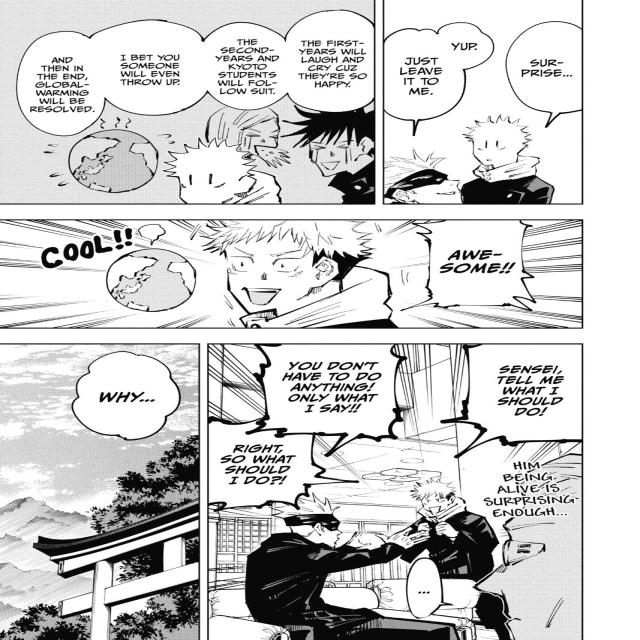 SUR-
PRISE...
YUP.
JUST
LEAVE
IT TO
ME.
THE FIRST-
YEARS WILL
LAUGH AND
CRY CUZ
THEY'RE SO
HAPPY.
THE
SECOND-
YEARS AND
KYOTO
STUDENTS
WILL FOL-
LOW SUIT.
I BET YOU
SOMEONE
WILL EVEN
THROW UP.
AND
THEN IN
THE END,
GLOBAL-
WARMING
WILL BE
RESOLVED.
AWE-
SOME!!
COOL!!
SENSEI,
TELL ME
WHAT I
SHOULD
DO!
YOU DON'T
HAVE TO DO
ANYTHING!
ONLY WHAT
I SAY!!
RIGHT,
SO WHAT
SHOULD
I DO?!
HIM
BEING
ALIVE IS
SURPRISING
ENOUGH...
...
WHY...